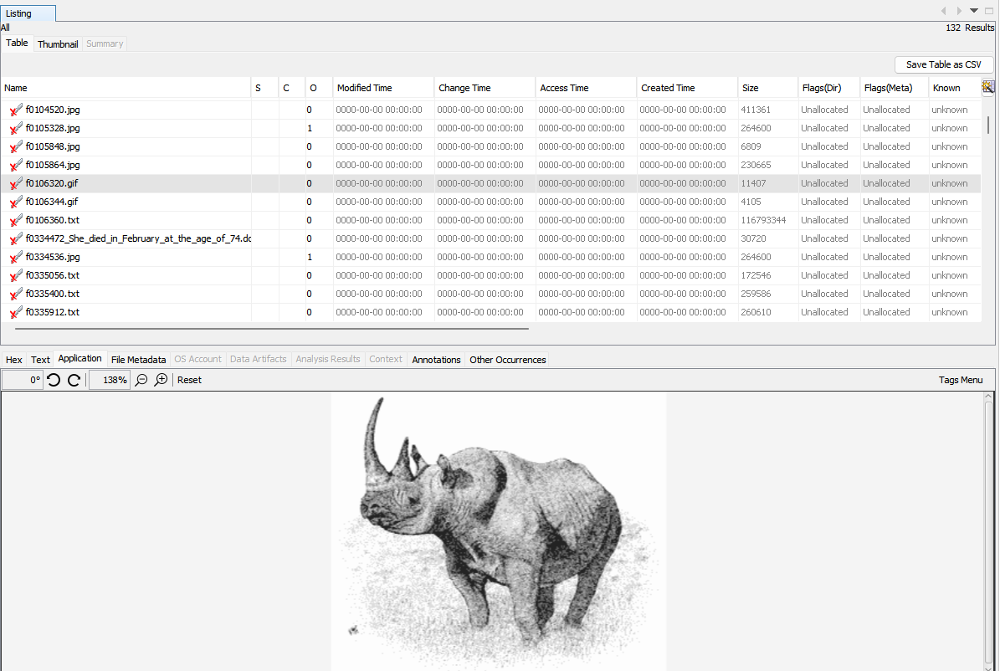 Listing
All
132 Results
Table Thumbnail Summary
Save Table as CSV
Name S C O Modified Time Change Time Access Time Created Time Size Flags(Dir) Flags(Meta) Known
f0104520.jpg 0 0000-00-00 00:00:00 0000-00-00 00:00:00 0000-00-00 00:00:00 0000-00-00 00:00:00 411361 Unallocated Unallocated unknown
f0105328.jpg 1 0000-00-00 00:00:00 0000-00-00 00:00:00 0000-00-00 00:00:00 0000-00-00 00:00:00 264600 Unallocated Unallocated unknown
f0105848.jpg 0 0000-00-00 00:00:00 0000-00-00 00:00:00 0000-00-00 00:00:00 0000-00-00 00:00:00 6809 Unallocated Unallocated unknown
f0105864.jpg 0 0000-00-00 00:00:00 0000-00-00 00:00:00 0000-00-00 00:00:00 0000-00-00 00:00:00 230665 Unallocated Unallocated unknown
f0106320.gif 0 0000-00-00 00:00:00 0000-00-00 00:00:00 0000-00-00 00:00:00 0000-00-00 00:00:00 11407 Unallocated Unallocated unknown
f0106344.gif 0 0000-00-00 00:00:00 0000-00-00 00:00:00 0000-00-00 00:00:00 0000-00-00 00:00:00 4105 Unallocated Unallocated unknown
f0106360.txt 0 0000-00-00 00:00:00 0000-00-00 00:00:00 0000-00-00 00:00:00 0000-00-00 00:00:00 116793344 Unallocated Unallocated unknown
f0334472_She_died_in_February_at_the_age_of_74.dc 0 0000-00-00 00:00:00 0000-00-00 00:00:00 0000-00-00 00:00:00 0000-00-00 00:00:00 30720 Unallocated Unallocated unknown
f0334536.jpg 1 0000-00-00 00:00:00 0000-00-00 00:00:00 0000-00-00 00:00:00 0000-00-00 00:00:00 264600 Unallocated Unallocated unknown
f0335056.txt 0 0000-00-00 00:00:00 0000-00-00 00:00:00 0000-00-00 00:00:00 0000-00-00 00:00:00 172546 Unallocated Unallocated unknown
f0335400.txt 0 0000-00-00 00:00:00 0000-00-00 00:00:00 0000-00-00 00:00:00 0000-00-00 00:00:00 259586 Unallocated Unallocated unknown
f0335912.txt 0 0000-00-00 00:00:00 0000-00-00 00:00:00 0000-00-00 00:00:00 0000-00-00 00:00:00 260610 Unallocated Unallocated unknown
Hex Text Application File Metadata OS Account Data Artifacts Analysis Results Context Annotations Other Occurrences
0° 138% Reset Tags Menu